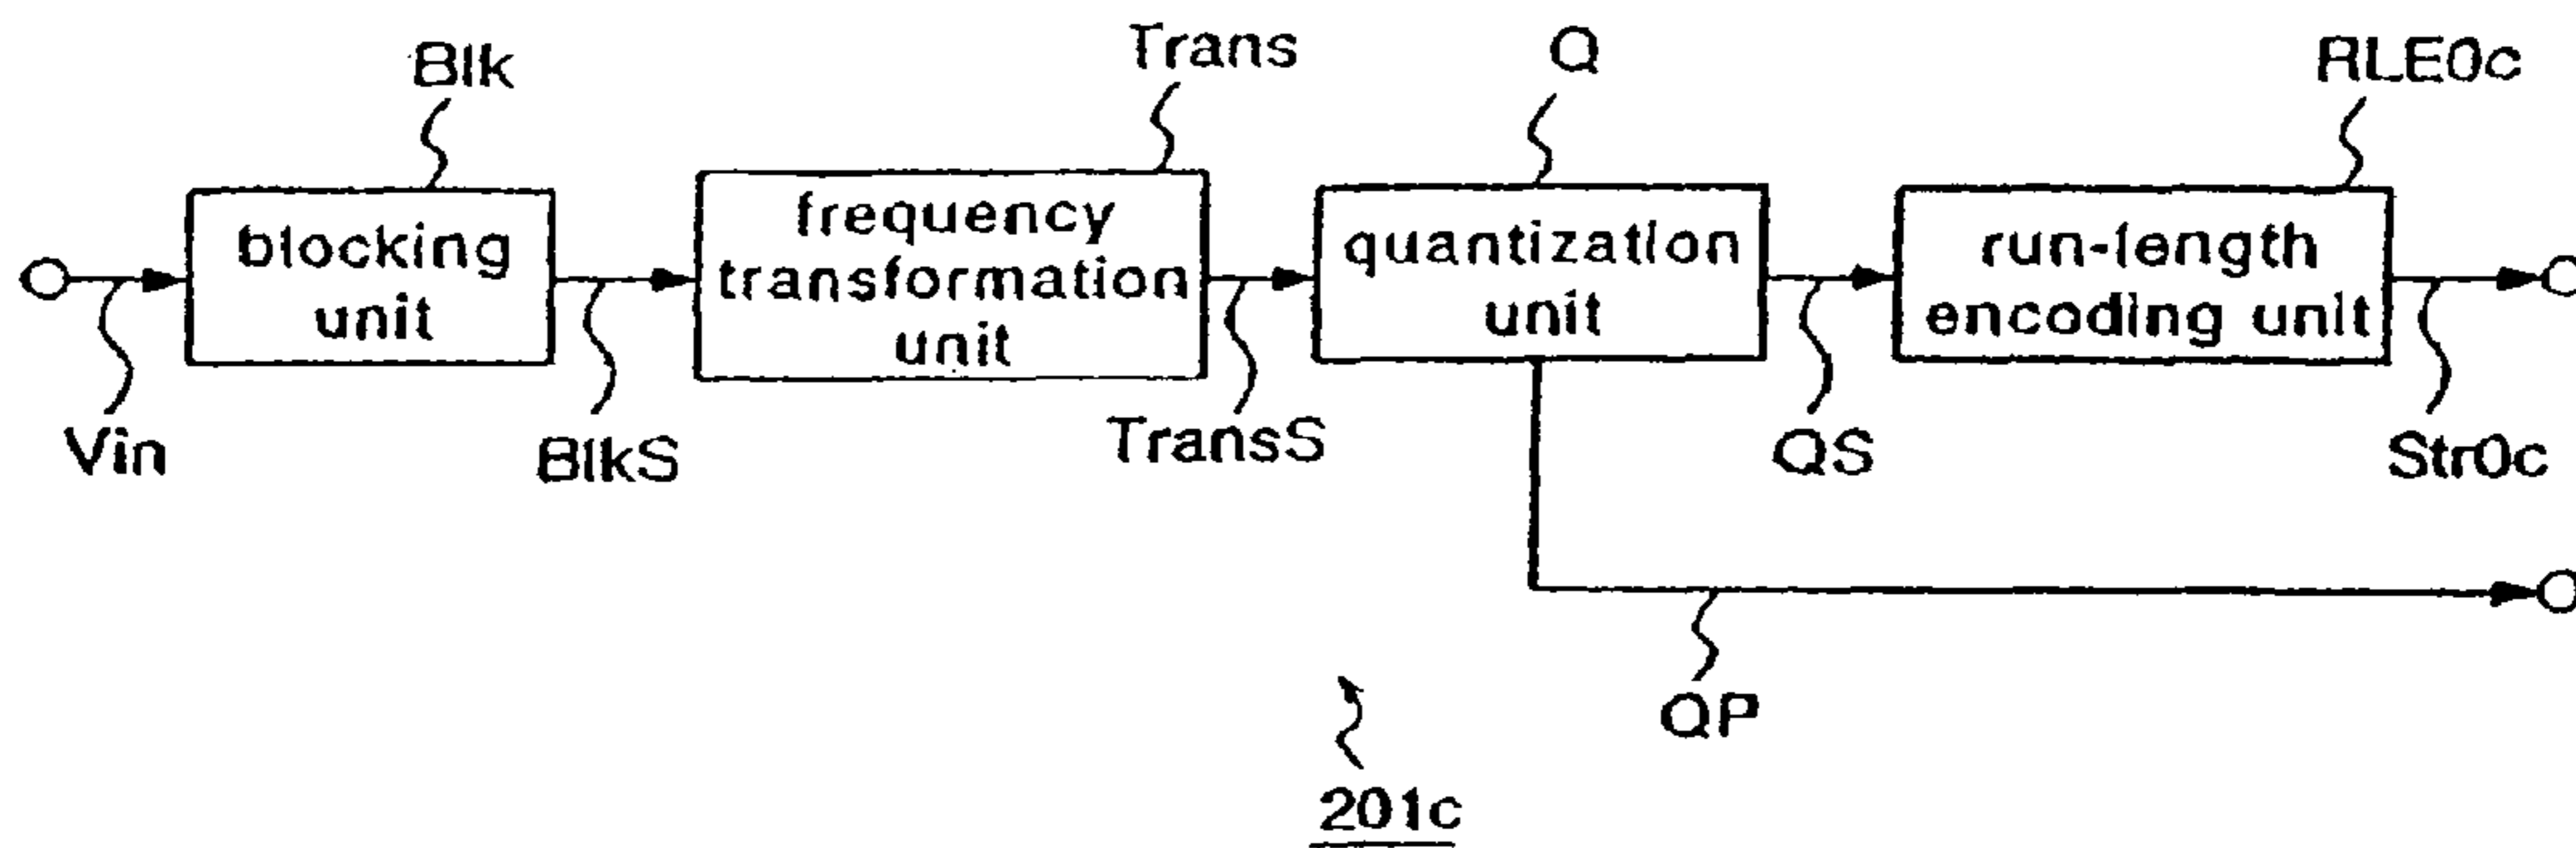 Blk
Trans
Q
RLE0c
blocking
unit
frequency
transformation
unit
quantization
unit
run-length
encoding unit
Vin
BlkS
TransS
QS
Str0c
QP
201c